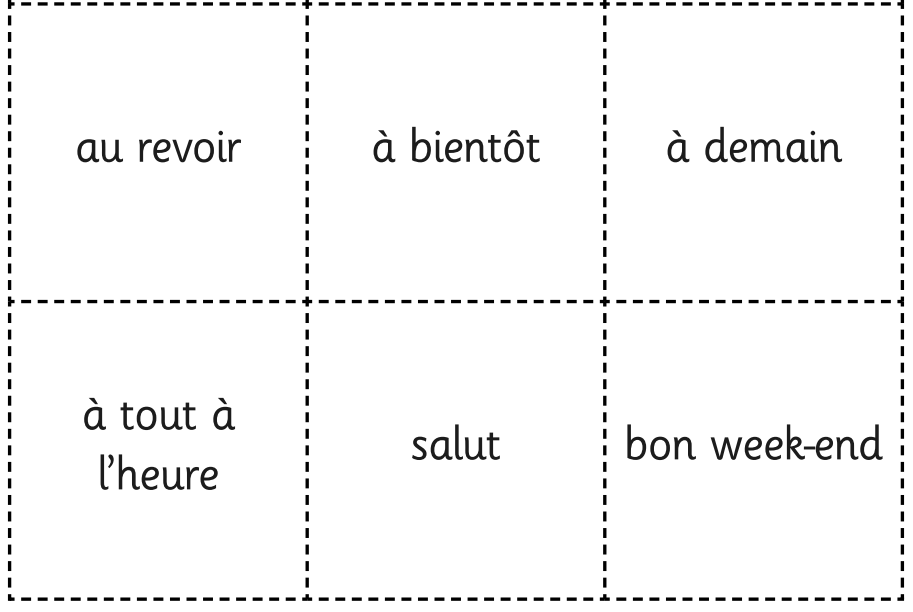 au revoir
à bientôt
à demain
à tout à
l’heure
salut
bon week-end